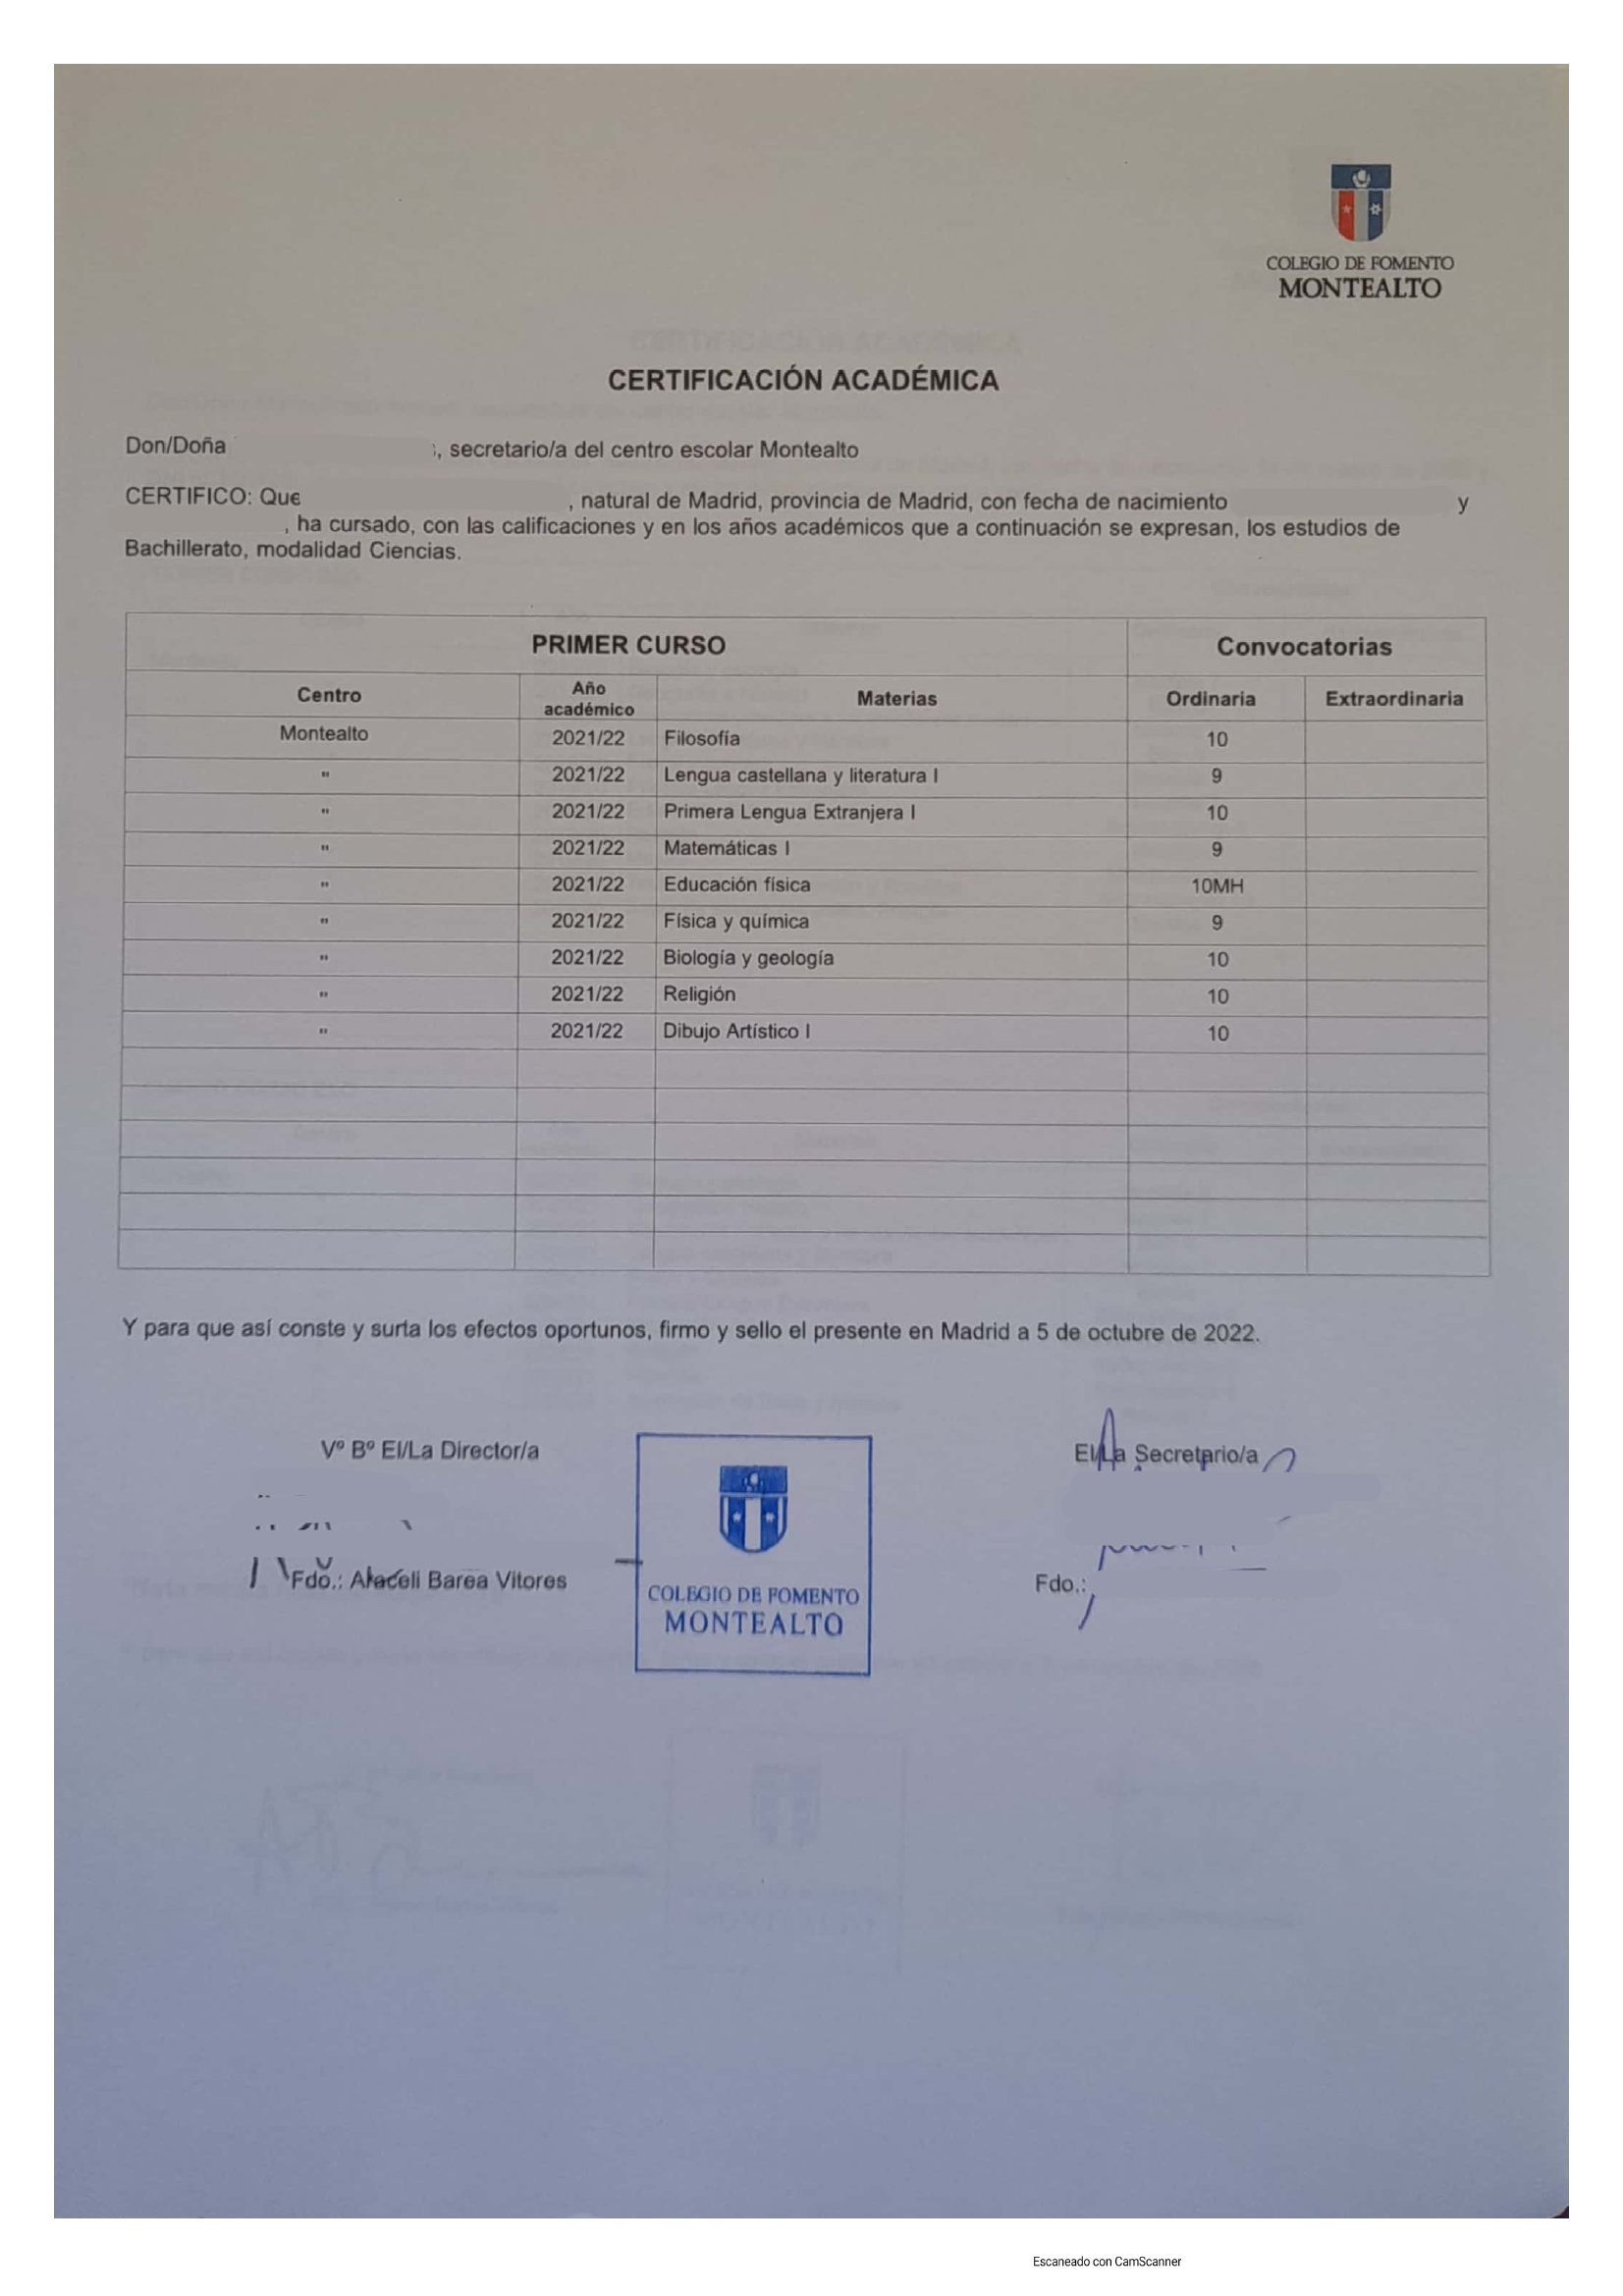 COLEGIO DE FOMENTO
MONTEALTO
CERTIFICACIÓN ACADÉMICA
Don/Doña , secretario/a del centro escolar Montealto
CERTIFICO: Que , natural de Madrid, provincia de Madrid, con fecha de nacimiento y
, ha cursado, con las calificaciones y en los años académicos que a continuación se expresan, los estudios de
Bachillerato, modalidad Ciencias.
PRIMER CURSO Convocatorias
Centro Año académico Materias Ordinaria Extraordinaria
Montealto 2021/22 Filosofía 10
" 2021/22 Lengua castellana y literatura I 9
" 2021/22 Primera Lengua Extranjera I 10
" 2021/22 Matemáticas I 9
" 2021/22 Educación física 10MH
" 2021/22 Física y química 9
" 2021/22 Biología y geología 10
" 2021/22 Religión 10
" 2021/22 Dibujo Artístico I 10
Y para que así conste y surta los efectos oportunos, firmo y sello el presente en Madrid a 5 de octubre de 2022.
Vº Bº El/La Director/a
El/La Secretario/a
Fdo.: Araceli Barea Vitores
Fdo.:
COLEGIO DE FOMENTO
MONTEALTO
Escaneado con CamScanner